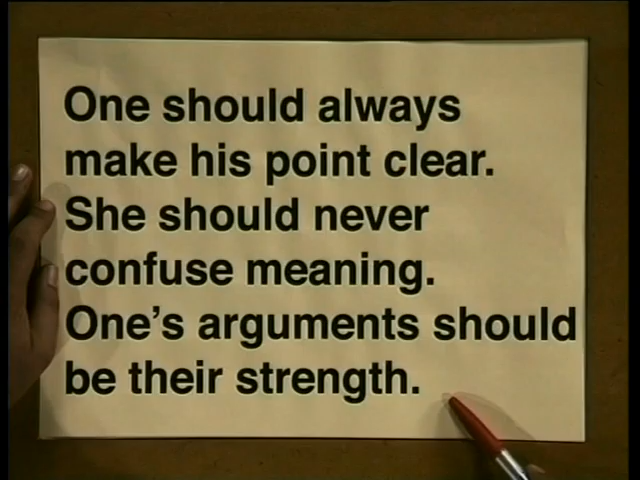 One should always
make his point clear.
She should never
confuse meaning.
One's arguments should
be their strength.